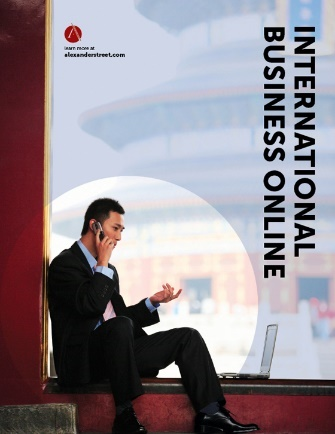 learn more at
alexanderstreet.com
INTERNATIONAL
BUSINESS ONLINE